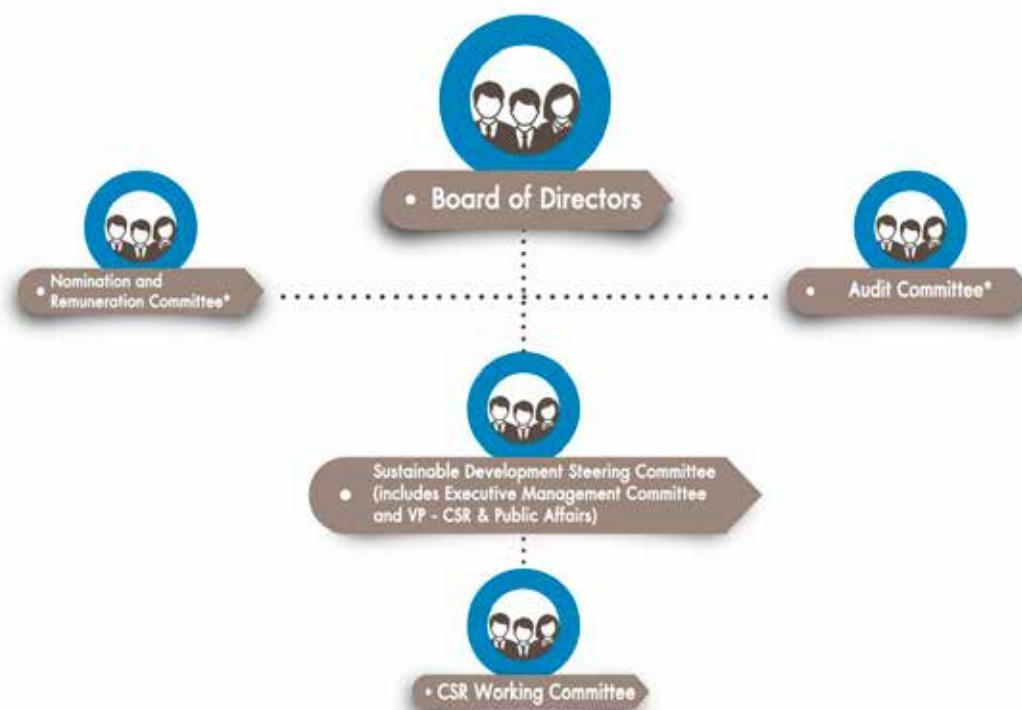 • Board of Directors
• Nomination and
Remuneration Committee*
• Audit Committee*
Sustainable Development Steering Committee
• (includes Executive Management Committee
and VP - CSR & Public Affairs)
• CSR Working Committee